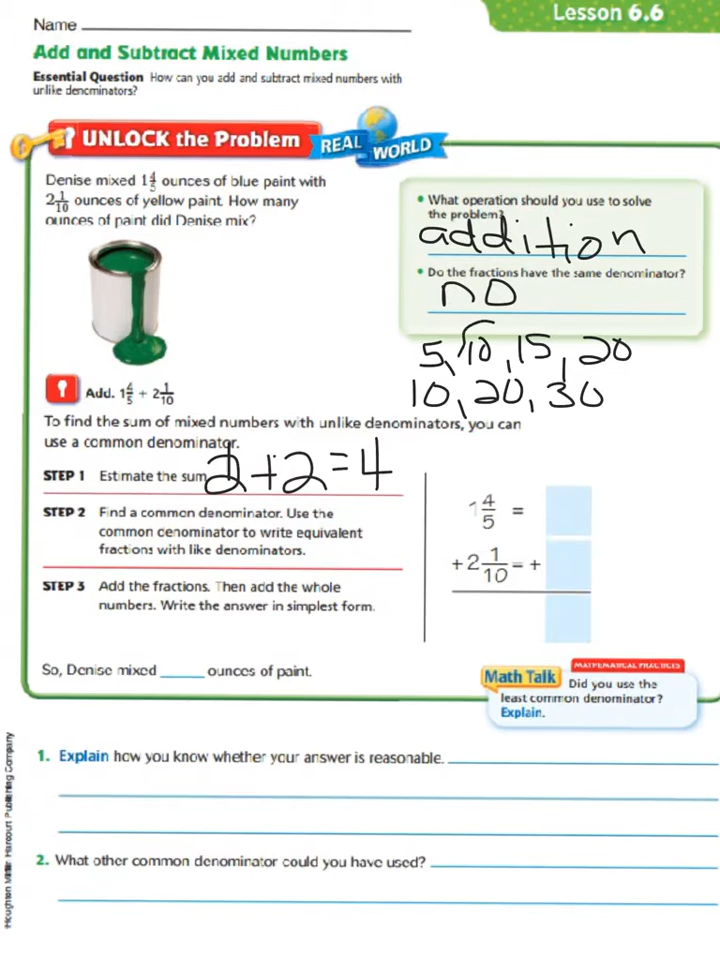 Lesson 6.6
Name
Add and Subtract Mixed Numbers
Essential Question How can you add and subtract mixed numbers with
unlike denominators?
UNLOCK the Problem REAL WORLD
Denise mixed 1 4/5 ounces of blue paint with
2 1/10 ounces of yellow paint. How many
ounces of paint did Denise mix?
• What operation should you use to solve
the problem?
addition
• Do the fractions have the same denominator?
no
5, 10, 15, 20
10, 20, 30
Add. 1 4/5 + 2 1/10
To find the sum of mixed numbers with unlike denominators, you can
use a common denominator.
STEP 1 Estimate the sum 2+2=4
STEP 2 Find a common denominator. Use the
common denominator to write equivalent
fractions with like denominators.
STEP 3 Add the fractions. Then add the whole
numbers. Write the answer in simplest form.
1 4/5 =
+ 2 1/10 = +
So, Denise mixed _____ ounces of paint.
Math Talk
MATHEMATICAL PRACTICES
Did you use the
least common denominator?
Explain.
1. Explain how you know whether your answer is reasonable.
2. What other common denominator could you have used?
Houghton Mifflin Harcourt Publishing Company